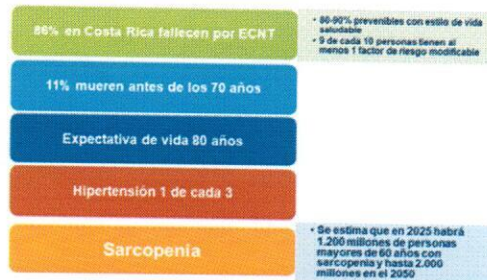 86% en Costa Rica fallecen por ECNT
• 80-90% prevenibles con estilo de vida
saludable
• 9 de cada 10 personas tienen al
menos 1 factor de riesgo modificable
11% mueren antes de los 70 años
Expectativa de vida 80 años
Hipertensión 1 de cada 3
Sarcopenia
• Se estima que en 2025 habrá
1.200 millones de personas
mayores de 60 años con
sarcopenia y hasta 2.000
millones en el 2050